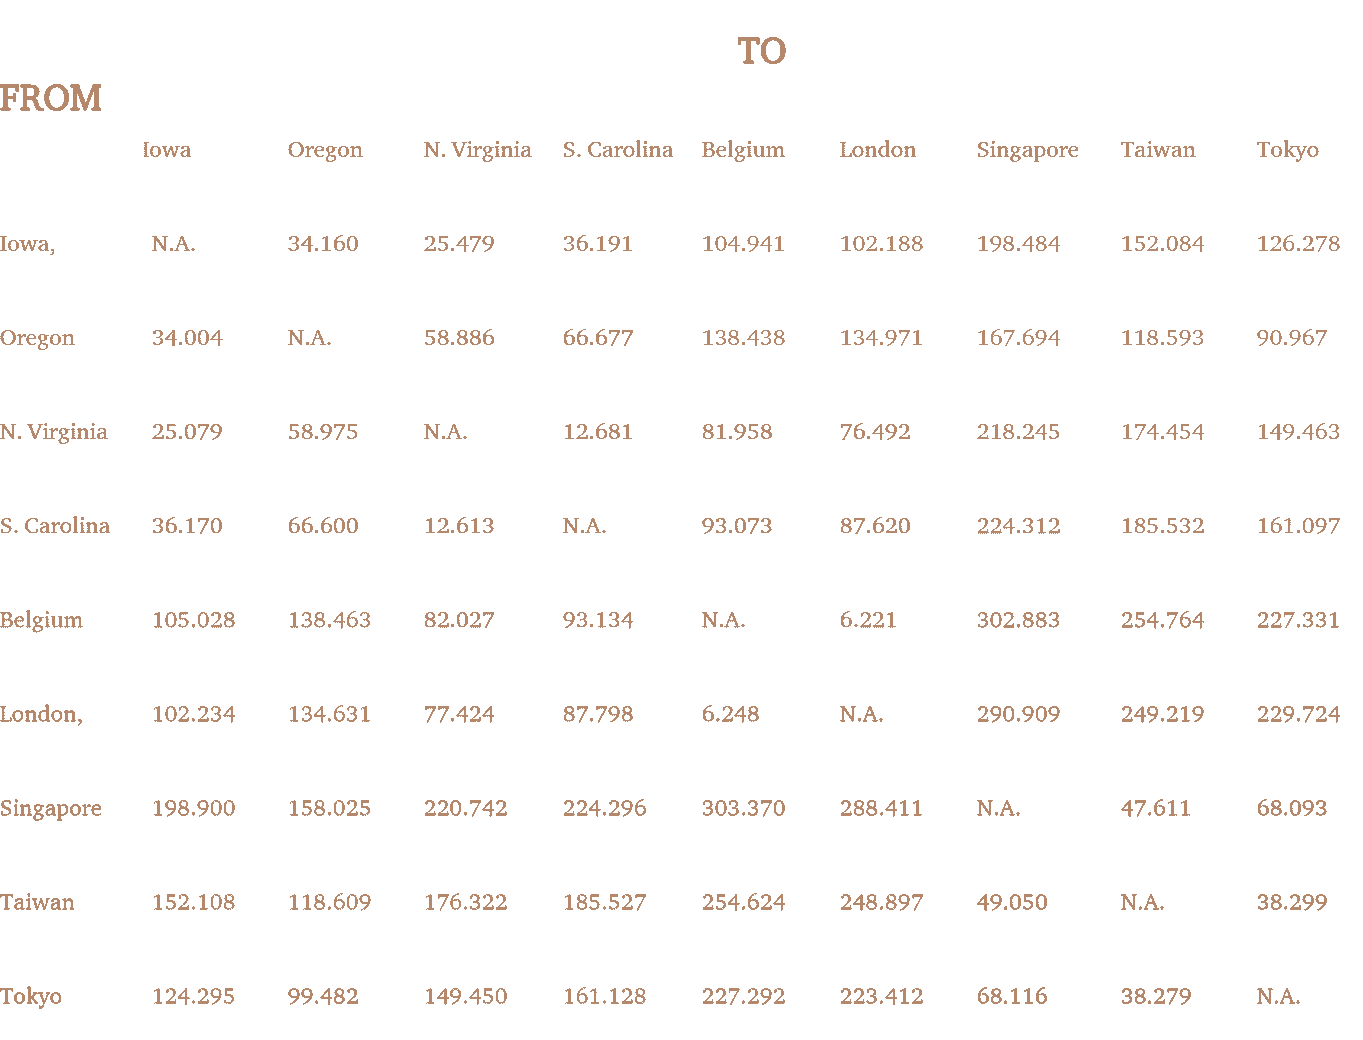 TO
FROM
Iowa Oregon N. Virginia S. Carolina Belgium London Singapore Taiwan Tokyo
Iowa, N.A. 34.160 25.479 36.191 104.941 102.188 198.484 152.084 126.278
Oregon 34.004 N.A. 58.886 66.677 138.438 134.971 167.694 118.593 90.967
N. Virginia 25.079 58.975 N.A. 12.681 81.958 76.492 218.245 174.454 149.463
S. Carolina 36.170 66.600 12.613 N.A. 93.073 87.620 224.312 185.532 161.097
Belgium 105.028 138.463 82.027 93.134 N.A. 6.221 302.883 254.764 227.331
London, 102.234 134.631 77.424 87.798 6.248 N.A. 290.909 249.219 229.724
Singapore 198.900 158.025 220.742 224.296 303.370 288.411 N.A. 47.611 68.093
Taiwan 152.108 118.609 176.322 185.527 254.624 248.897 49.050 N.A. 38.299
Tokyo 124.295 99.482 149.450 161.128 227.292 223.412 68.116 38.279 N.A.